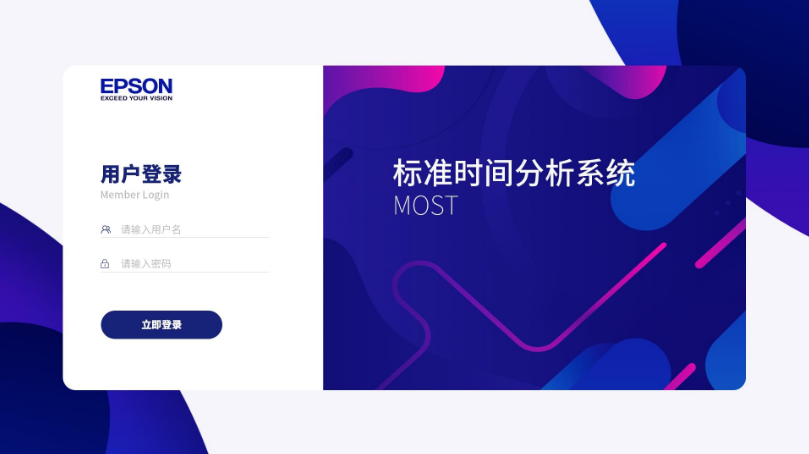 EPSON
EXCEED YOUR VISION
用户登录
Member Login
请输入用户名
请输入密码
立即登录
标准时间分析系统
MOST